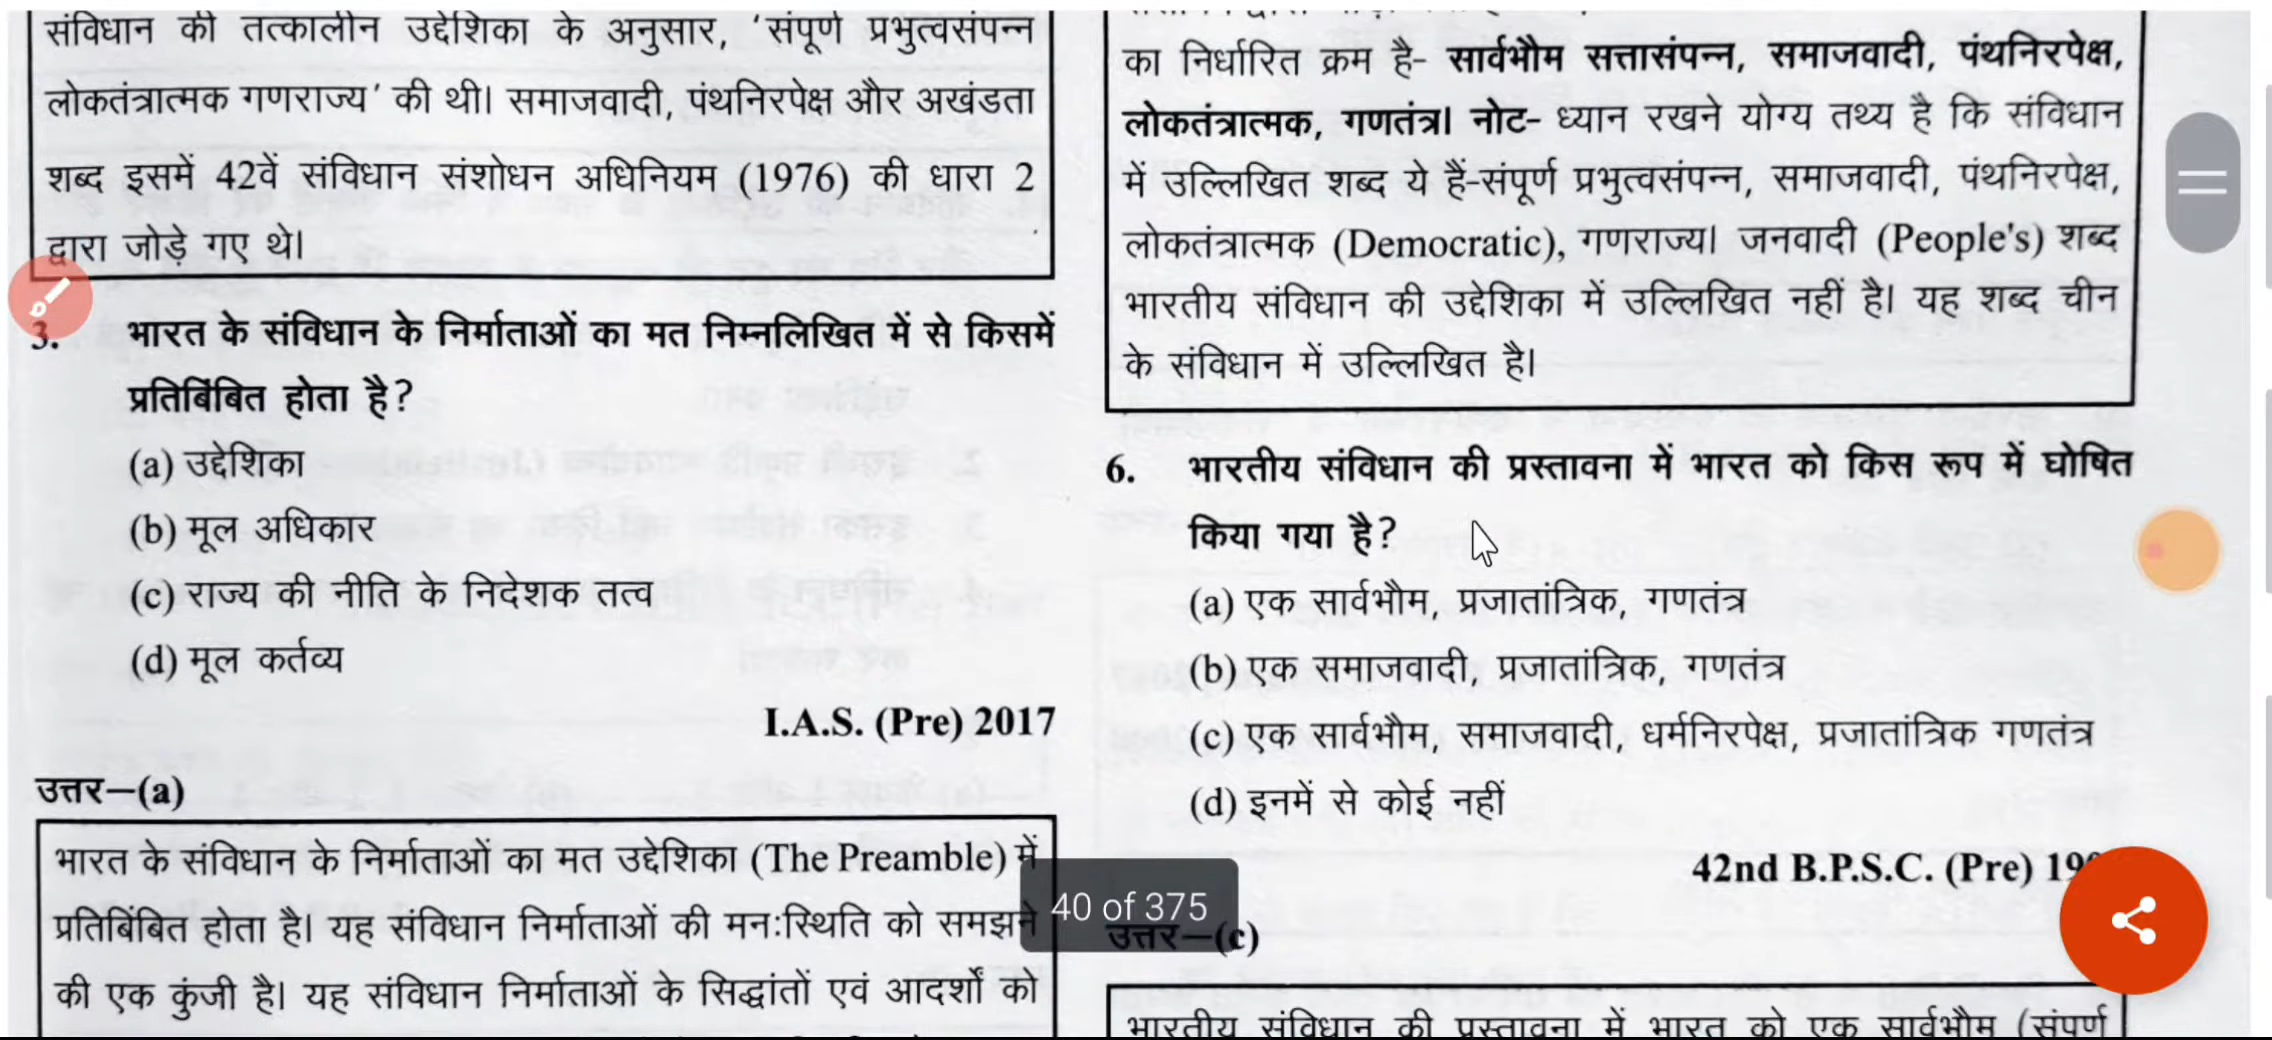 संविधान की तत्कालीन उद्देशिका के अनुसार, ‘संपूर्ण प्रभुत्वसंपन्न
लोकतंत्रात्मक गणराज्य’ की थी। समाजवादी, पंथनिरपेक्ष और अखंडता
शब्द इसमें 42वें संविधान संशोधन अधिनियम (1976) की धारा 2
द्वारा जोड़े गए थे।
3. भारत के संविधान के निर्माताओं का मत निम्नलिखित में से किसमें
प्रतिबिंबित होता है?
(a) उद्देशिका
(b) मूल अधिकार
(c) राज्य की नीति के निदेशक तत्व
(d) मूल कर्तव्य
I.A.S. (Pre) 2017
उत्तर—(a)
भारत के संविधान के निर्माताओं का मत उद्देशिका (The Preamble) में
प्रतिबिंबित होता है। यह संविधान निर्माताओं की मनःस्थिति को समझने
की एक कुंजी है। यह संविधान निर्माताओं के सिद्धांतों एवं आदर्शों को
का निर्धारित क्रम है- सार्वभौम सत्तासंपन्न, समाजवादी, पंथनिरपेक्ष,
लोकतंत्रात्मक, गणतंत्र। नोट- ध्यान रखने योग्य तथ्य है कि संविधान
में उल्लिखित शब्द ये हैं-संपूर्ण प्रभुत्वसंपन्न, समाजवादी, पंथनिरपेक्ष,
लोकतंत्रात्मक (Democratic), गणराज्य। जनवादी (People's) शब्द
भारतीय संविधान की उद्देशिका में उल्लिखित नहीं है। यह शब्द चीन
के संविधान में उल्लिखित है।
6. भारतीय संविधान की प्रस्तावना में भारत को किस रूप में घोषित
किया गया है?
(a) एक सार्वभौम, प्रजातांत्रिक, गणतंत्र
(b) एक समाजवादी, प्रजातांत्रिक, गणतंत्र
(c) एक सार्वभौम, समाजवादी, धर्मनिरपेक्ष, प्रजातांत्रिक गणतंत्र
(d) इनमें से कोई नहीं
42nd B.P.S.C. (Pre)
40 of 375
उत्तर—(c)
भारतीय संविधान की प्रस्तावना में भारत को एक सार्वभौम (संपूर्ण